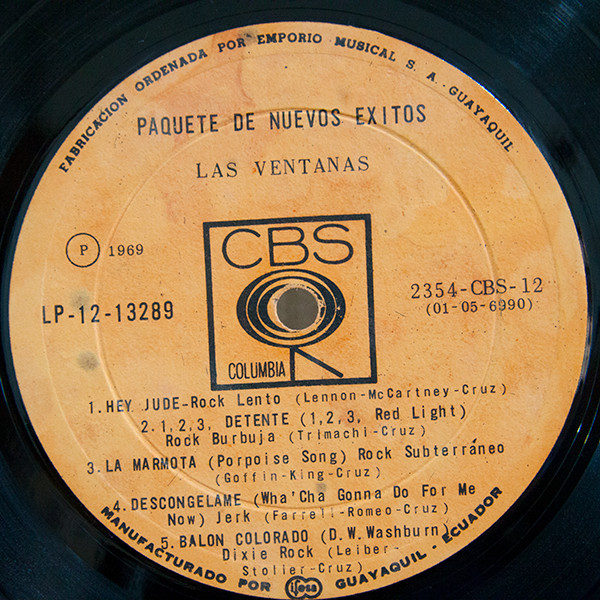 FABRICACION ORDENADA POR EMPORIO MUSICAL S. A. GUAYAQUIL
PAQUETE DE NUEVOS EXITOS
LAS VENTANAS
P 1969
CBS
LP-12-13289
2354-CBS-12
(01-05-6990)
COLUMBIA
R
1.HEY JUDE-Rock Lento (Lennon-McCartney-Cruz)
2.1,2,3, DETENTE (1,2,3, Red Light)
Rock Burbuja (Trimachi-Cruz)
3.LA MARMOTA (Porpoise Song) Rock Subterráneo
(Goffin-King-Cruz)
4.DESCONGELAME (Wha'Cha Gonna Do For Me
Now) Jerk (Farrell-Romeo-Cruz)
5.BALON COLORADO (D.W.Washburn)
Dixie Rock (Leiber-
Stoller-Cruz)
MANUFACTURADO POR ifesa GUAYAQUIL-ECUADOR